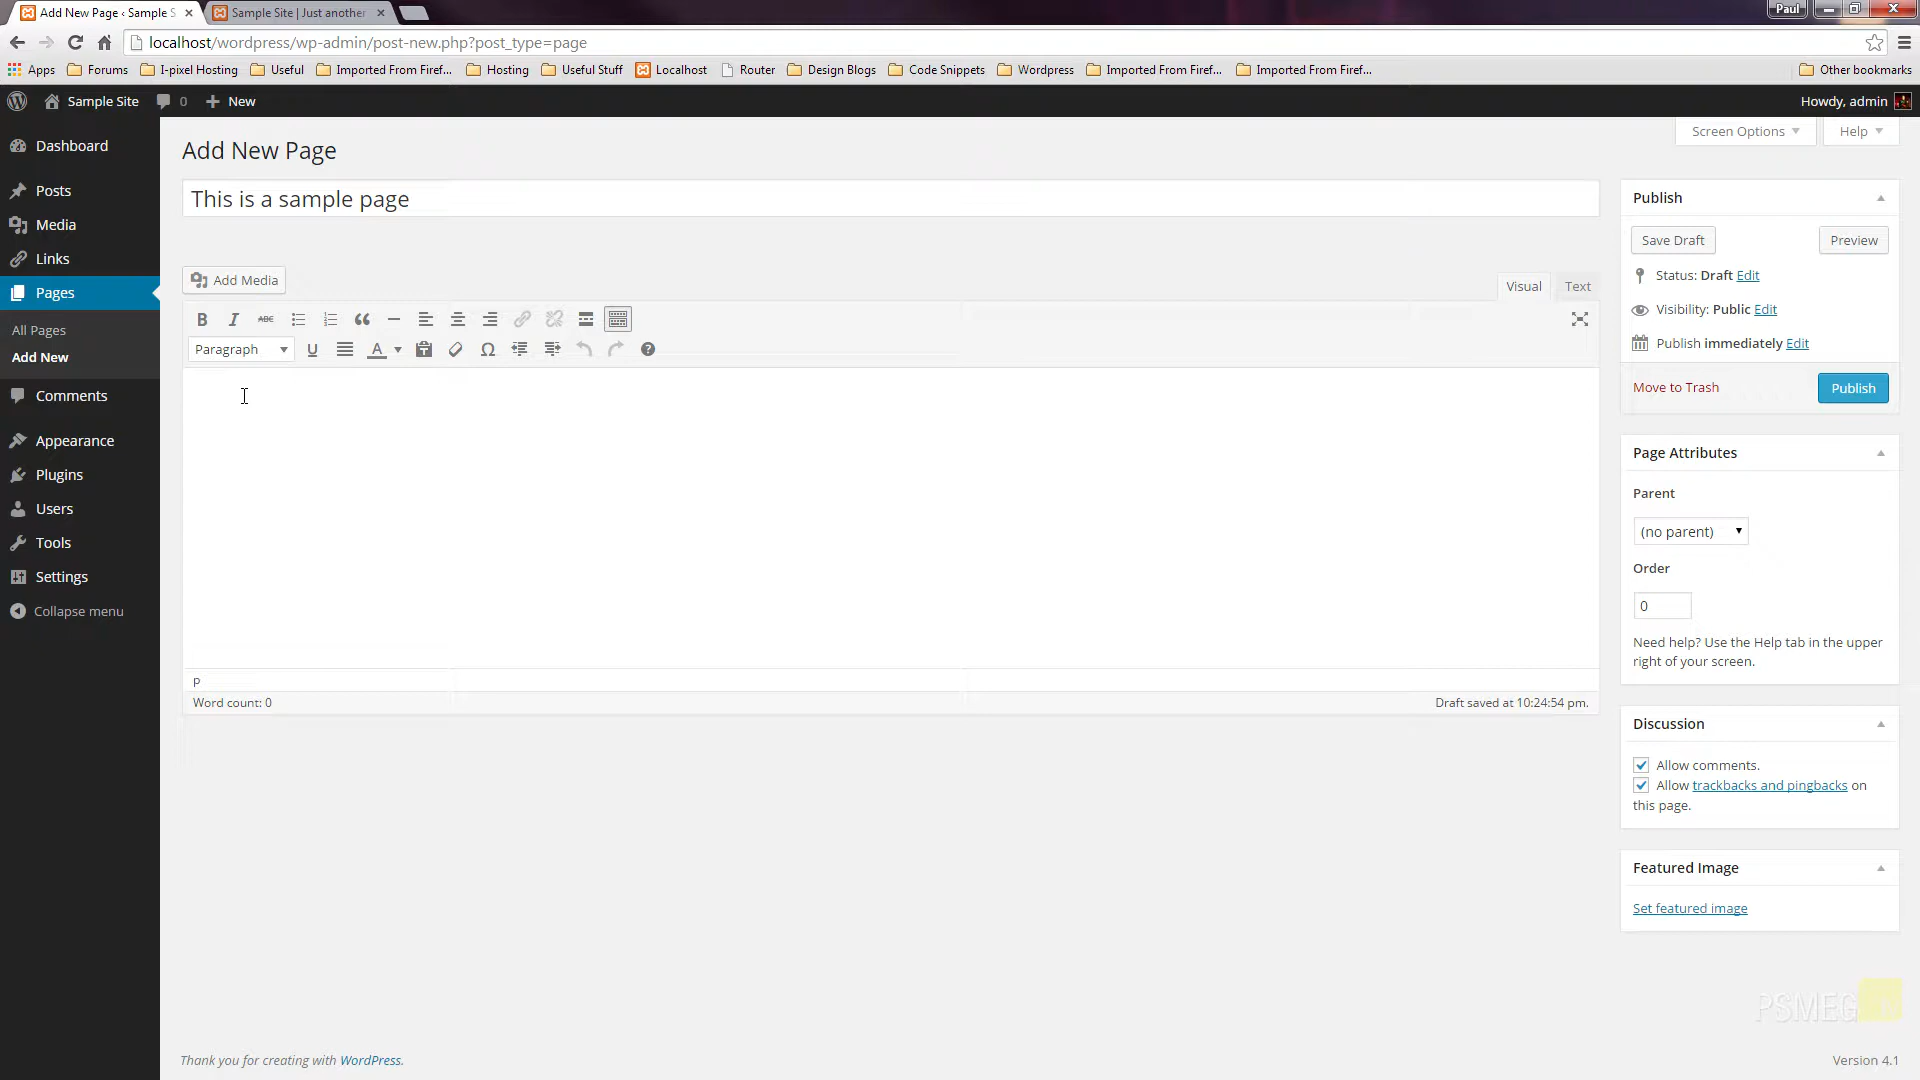 Add New Page ‹ Sample S
Sample Site | Just another
Paul
localhost/wordpress/wp-admin/post-new.php?post_type=page
Apps
Forums
I-pixel Hosting
Useful
Imported From Firef...
Hosting
Useful Stuff
Localhost
Router
Design Blogs
Code Snippets
Wordpress
Imported From Firef...
Imported From Firef...
Other bookmarks
Sample Site
0
New
Howdy, admin
Screen Options
Help
Dashboard
Posts
Media
Links
Pages
All Pages
Add New
Comments
Appearance
Plugins
Users
Tools
Settings
Collapse menu
Add New Page
This is a sample page
Add Media
Visual
Text
B
I
ABC
Paragraph
U
A
Ω
p
Word count: 0
Draft saved at 10:24:54 pm.
Publish
Save Draft
Preview
Status: Draft Edit
Visibility: Public Edit
Publish immediately Edit
Move to Trash
Publish
Page Attributes
Parent
(no parent)
Order
0
Need help? Use the Help tab in the upper
right of your screen.
Discussion
Allow comments.
Allow trackbacks and pingbacks on
this page.
Featured Image
Set featured image
PSMEG
Thank you for creating with WordPress.
Version 4.1